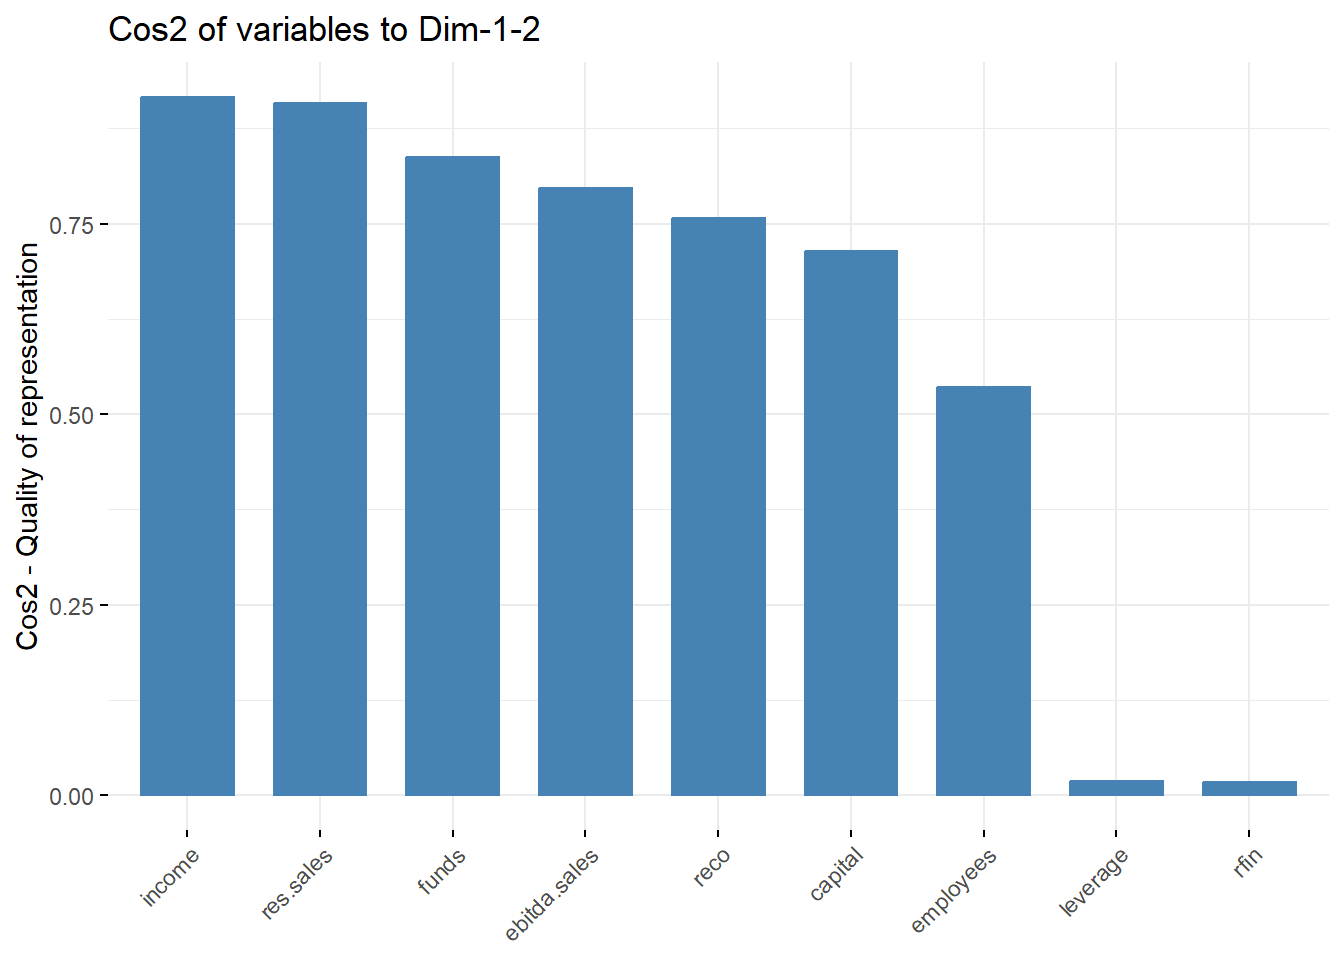 Cos2 of variables to Dim-1-2
Cos2 - Quality of representation
0.75
0.50
0.25
0.00
income
res.sales
funds
ebitda.sales
reco
capital
employees
leverage
rfin